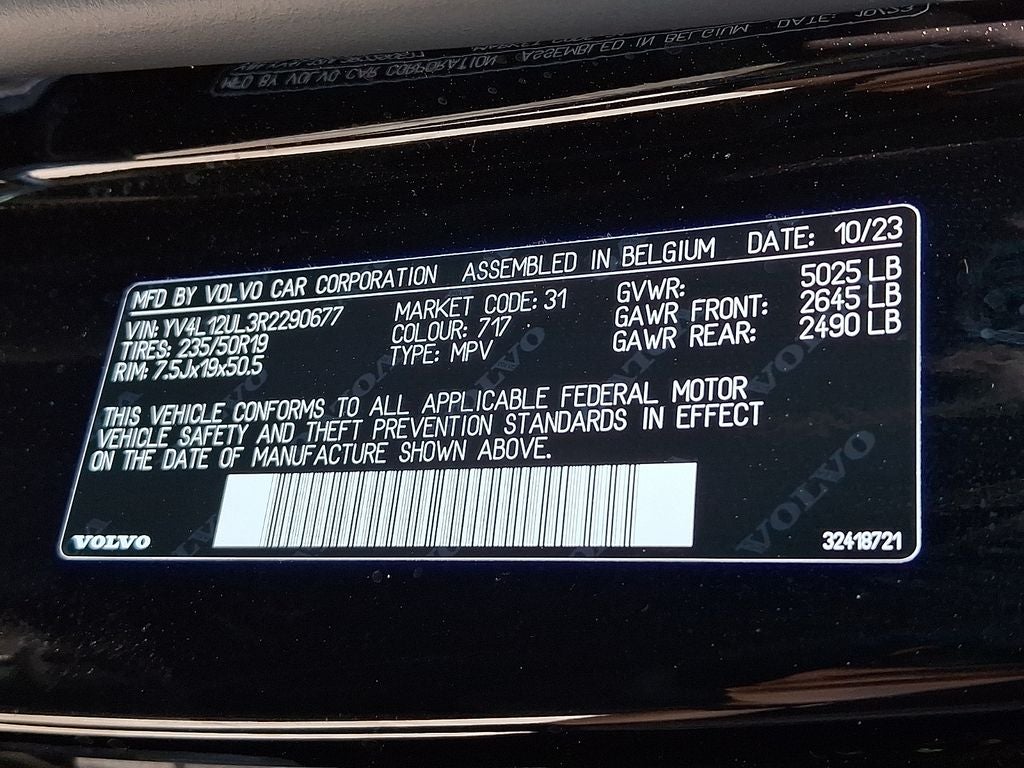 MFD BY VOLVO CAR CORPORATION ASSEMBLED IN BELGIUM DATE: 10/23
VIN: YV4L12UL3R2290677 MARKET CODE: 31 GVWR: 5025 LB
TIRES: 235/50R19 COLOUR: 717 GAWR FRONT: 2645 LB
RIM: 7.5Jx19x50.5 TYPE: MPV GAWR REAR: 2490 LB
THIS VEHICLE CONFORMS TO ALL APPLICABLE FEDERAL MOTOR
VEHICLE SAFETY AND THEFT PREVENTION STANDARDS IN EFFECT
ON THE DATE OF MANUFACTURE SHOWN ABOVE.
VOLVO 32418721